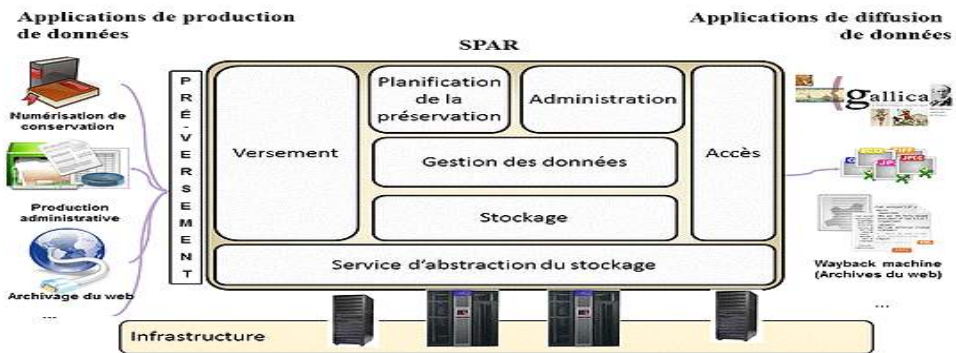 Applications de production
de données
Applications de diffusion
de données
SPAR
Numérisation de
conservation
Production
administrative
Archivage du web
...
PRÉ-VERSEMENT
Versement
Planification
de la
préservation
Administration
Gestion des données
Stockage
Accès
Service d'abstraction du stockage
gallica
Wayback machine
(Archives du web)
...
Infrastructure